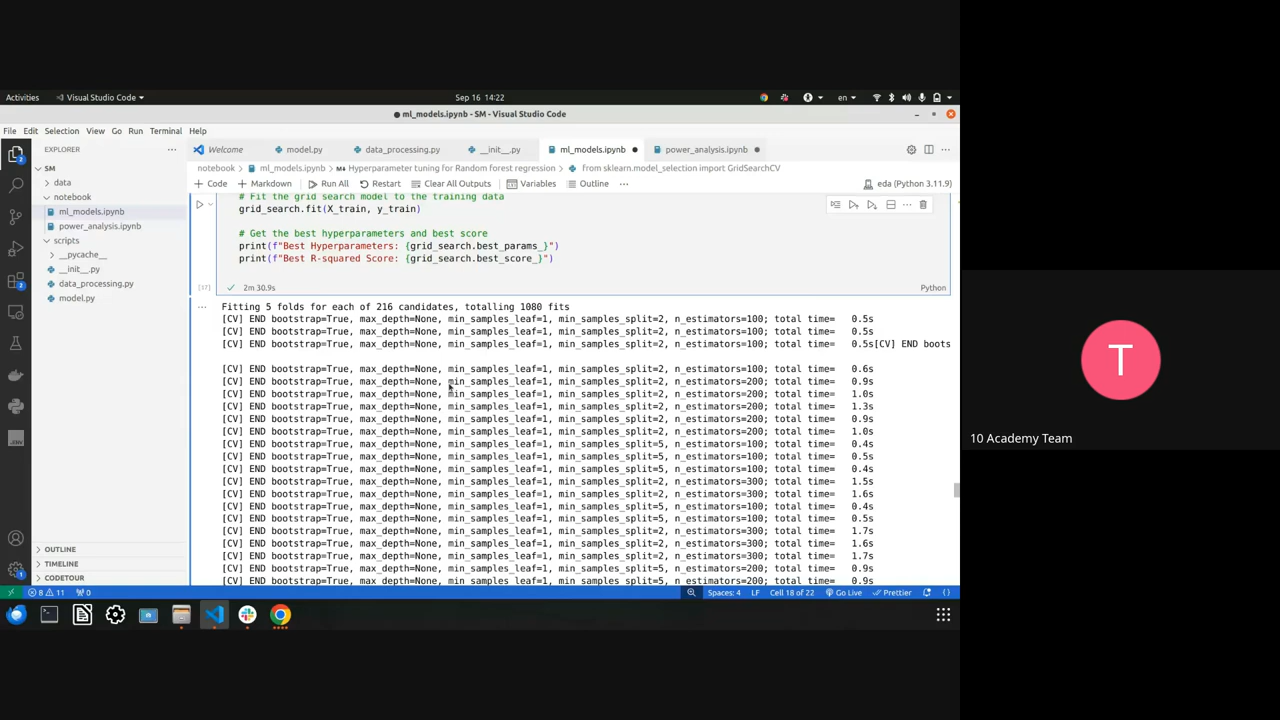 Activities
Visual Studio Code
Sep 16 14:22
en
● ml_models.ipynb - SM - Visual Studio Code
File Edit Selection View Go Run Terminal Help
EXPLORER
Welcome
model.py
data_processing.py
__init__.py
ml_models.ipynb
power_analysis.ipynb
SM
data
notebook
ml_models.ipynb
power_analysis.ipynb
scripts
__pycache__
__init__.py
data_processing.py
model.py
OUTLINE
TIMELINE
CODETOUR
notebook > ml_models.ipynb > Hyperparameter tuning for Random forest regression > from sklearn.model_selection import GridSearchCV
+ Code + Markdown Run All Restart Clear All Outputs Variables Outline ... eda (Python 3.11.9)
# Fit the grid search model to the training data
grid_search.fit(X_train, y_train)
# Get the best hyperparameters and best score
print(f"Best Hyperparameters: {grid_search.best_params_}")
print(f"Best R-squared Score: {grid_search.best_score_}")
[17] 2m 30.9s Python
Fitting 5 folds for each of 216 candidates, totalling 1080 fits
[CV] END bootstrap=True, max_depth=None, min_samples_leaf=1, min_samples_split=2, n_estimators=100; total time= 0.5s
[CV] END bootstrap=True, max_depth=None, min_samples_leaf=1, min_samples_split=2, n_estimators=100; total time= 0.5s
[CV] END bootstrap=True, max_depth=None, min_samples_leaf=1, min_samples_split=2, n_estimators=100; total time= 0.5s[CV] END boots
[CV] END bootstrap=True, max_depth=None, min_samples_leaf=1, min_samples_split=2, n_estimators=100; total time= 0.6s
[CV] END bootstrap=True, max_depth=None, min_samples_leaf=1, min_samples_split=2, n_estimators=200; total time= 0.9s
[CV] END bootstrap=True, max_depth=None, min_samples_leaf=1, min_samples_split=2, n_estimators=200; total time= 1.0s
[CV] END bootstrap=True, max_depth=None, min_samples_leaf=1, min_samples_split=2, n_estimators=200; total time= 1.3s
[CV] END bootstrap=True, max_depth=None, min_samples_leaf=1, min_samples_split=2, n_estimators=200; total time= 0.9s
[CV] END bootstrap=True, max_depth=None, min_samples_leaf=1, min_samples_split=2, n_estimators=200; total time= 1.0s
[CV] END bootstrap=True, max_depth=None, min_samples_leaf=1, min_samples_split=5, n_estimators=100; total time= 0.4s
[CV] END bootstrap=True, max_depth=None, min_samples_leaf=1, min_samples_split=5, n_estimators=100; total time= 0.5s
[CV] END bootstrap=True, max_depth=None, min_samples_leaf=1, min_samples_split=5, n_estimators=100; total time= 0.4s
[CV] END bootstrap=True, max_depth=None, min_samples_leaf=1, min_samples_split=2, n_estimators=300; total time= 1.5s
[CV] END bootstrap=True, max_depth=None, min_samples_leaf=1, min_samples_split=2, n_estimators=300; total time= 1.6s
[CV] END bootstrap=True, max_depth=None, min_samples_leaf=1, min_samples_split=5, n_estimators=100; total time= 0.4s
[CV] END bootstrap=True, max_depth=None, min_samples_leaf=1, min_samples_split=5, n_estimators=100; total time= 0.5s
[CV] END bootstrap=True, max_depth=None, min_samples_leaf=1, min_samples_split=2, n_estimators=300; total time= 1.7s
[CV] END bootstrap=True, max_depth=None, min_samples_leaf=1, min_samples_split=2, n_estimators=300; total time= 1.6s
[CV] END bootstrap=True, max_depth=None, min_samples_leaf=1, min_samples_split=2, n_estimators=300; total time= 1.7s
[CV] END bootstrap=True, max_depth=None, min_samples_leaf=1, min_samples_split=5, n_estimators=200; total time= 0.9s
[CV] END bootstrap=True, max_depth=None, min_samples_leaf=1, min_samples_split=5, n_estimators=200; total time= 0.9s
8 11 0 Spaces: 4 LF Cell 18 of 22 Go Live Prettier
T
10 Academy Team